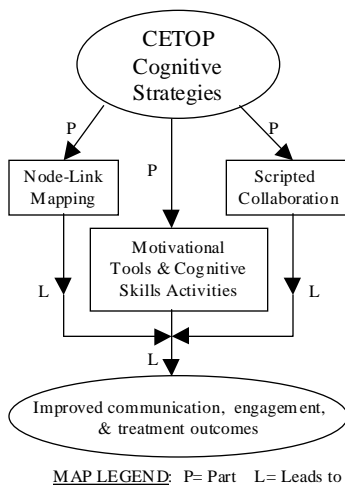 CETOP
Cognitive
Strategies
P
P
P
Node-Link
Mapping
Scripted
Collaboration
Motivational
Tools & Cognitive
Skills Activities
L
L
L
Improved communication, engagement,
& treatment outcomes
MAP LEGEND: P= Part L= Leads to